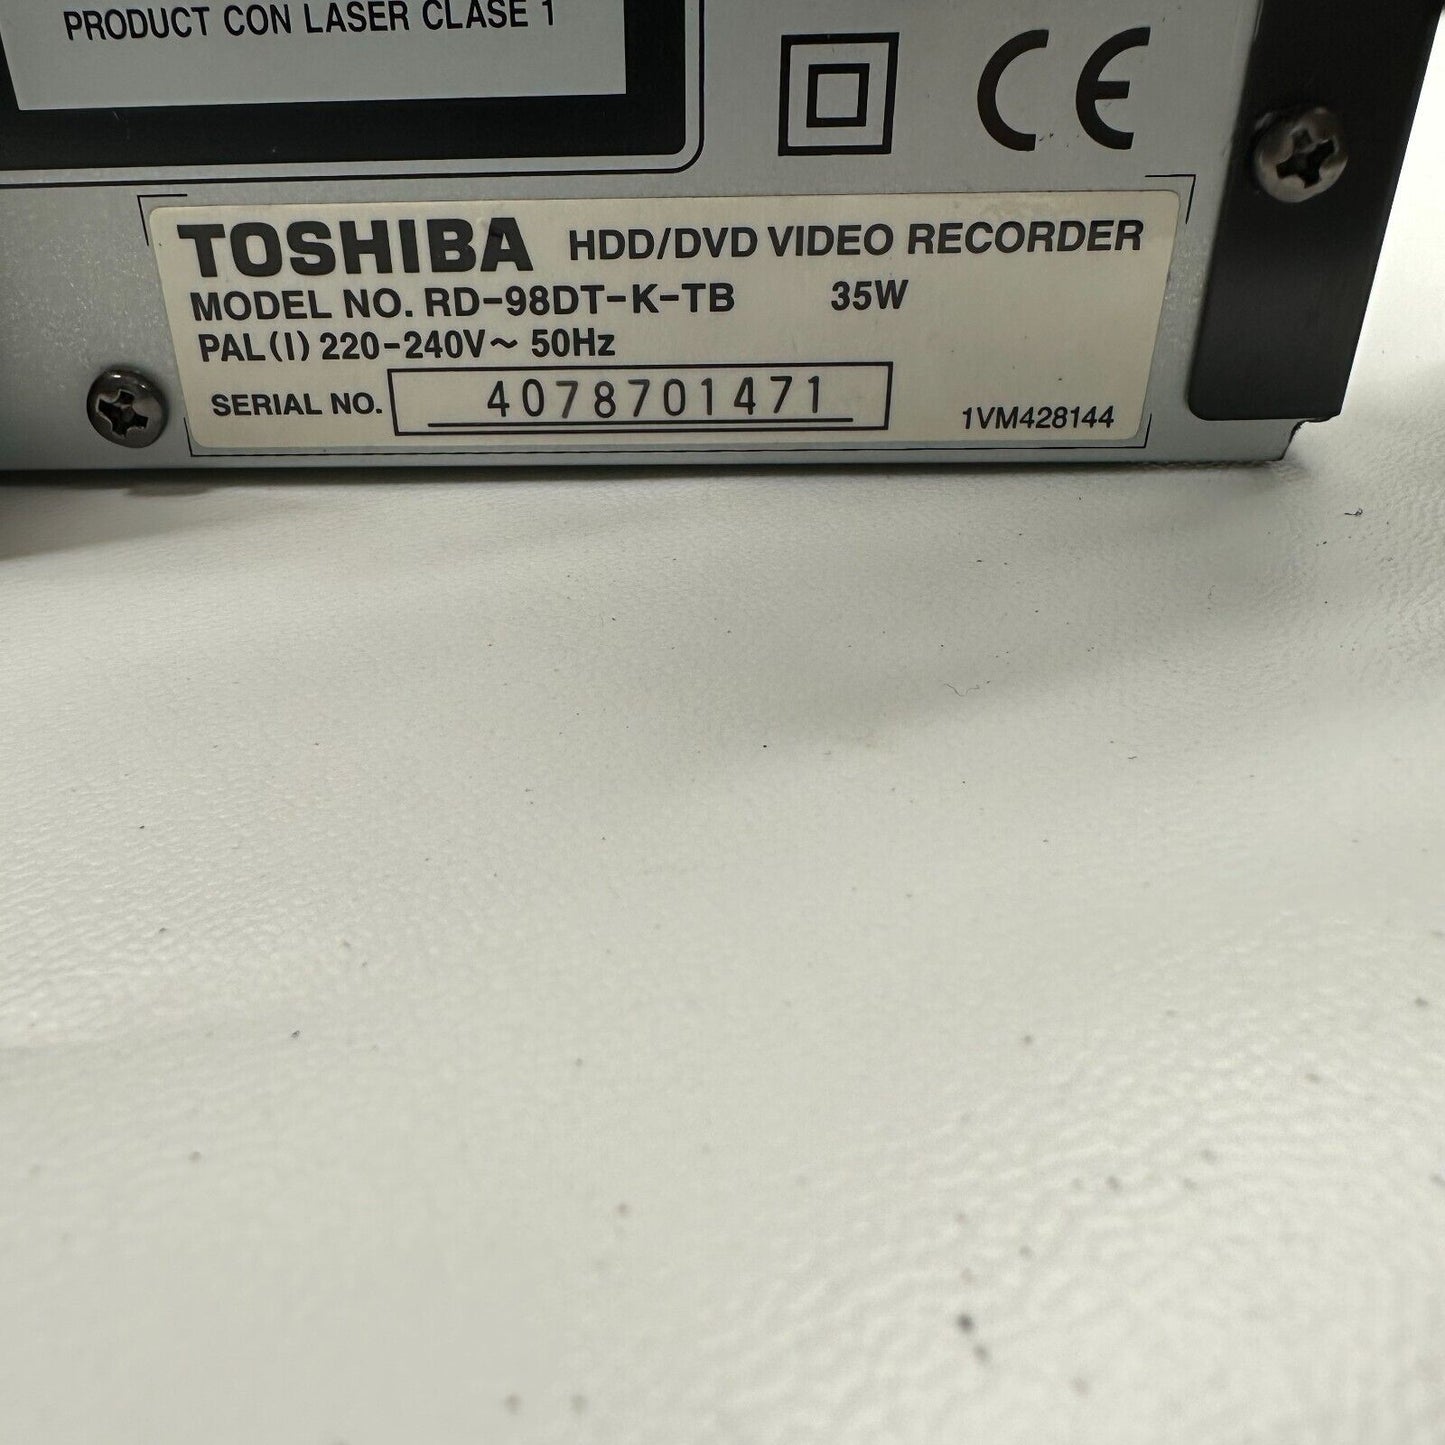 PRODUCT CON LASER CLASE 1
CE
TOSHIBA HDD/DVD VIDEO RECORDER
MODEL NO. RD-98DT-K-TB 35W
PAL(I) 220-240V~ 50Hz
SERIAL NO. 4078701471 1VM428144